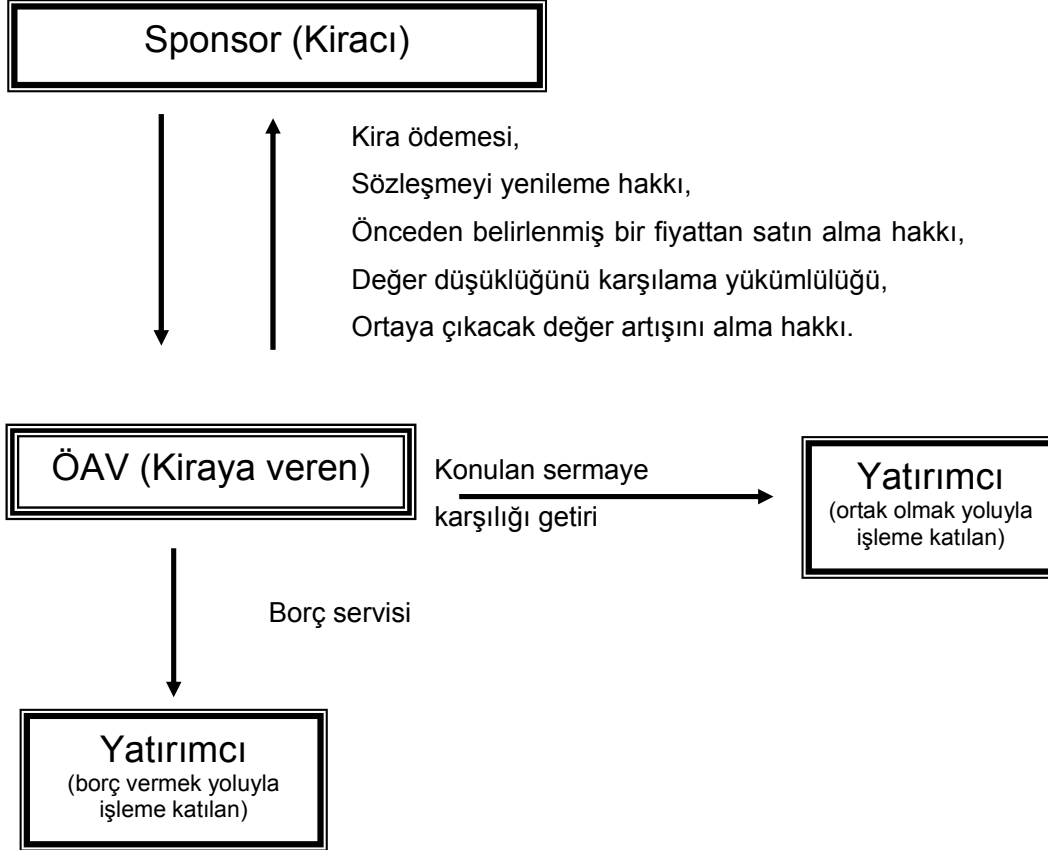 Sponsor (Kiracı)
Kira ödemesi,
Sözleşmeyi yenileme hakkı,
Önceden belirlenmiş bir fiyattan satın alma hakkı,
Değer düşüklüğünü karşılama yükümlülüğü,
Ortaya çıkacak değer artışını alma hakkı.
ÖAV (Kiraya veren)
Konulan sermaye
karşılığı getiri
Yatırımcı
(ortak olmak yoluyla
işleme katılan)
Borç servisi
Yatırımcı
(borç vermek yoluyla
işleme katılan)